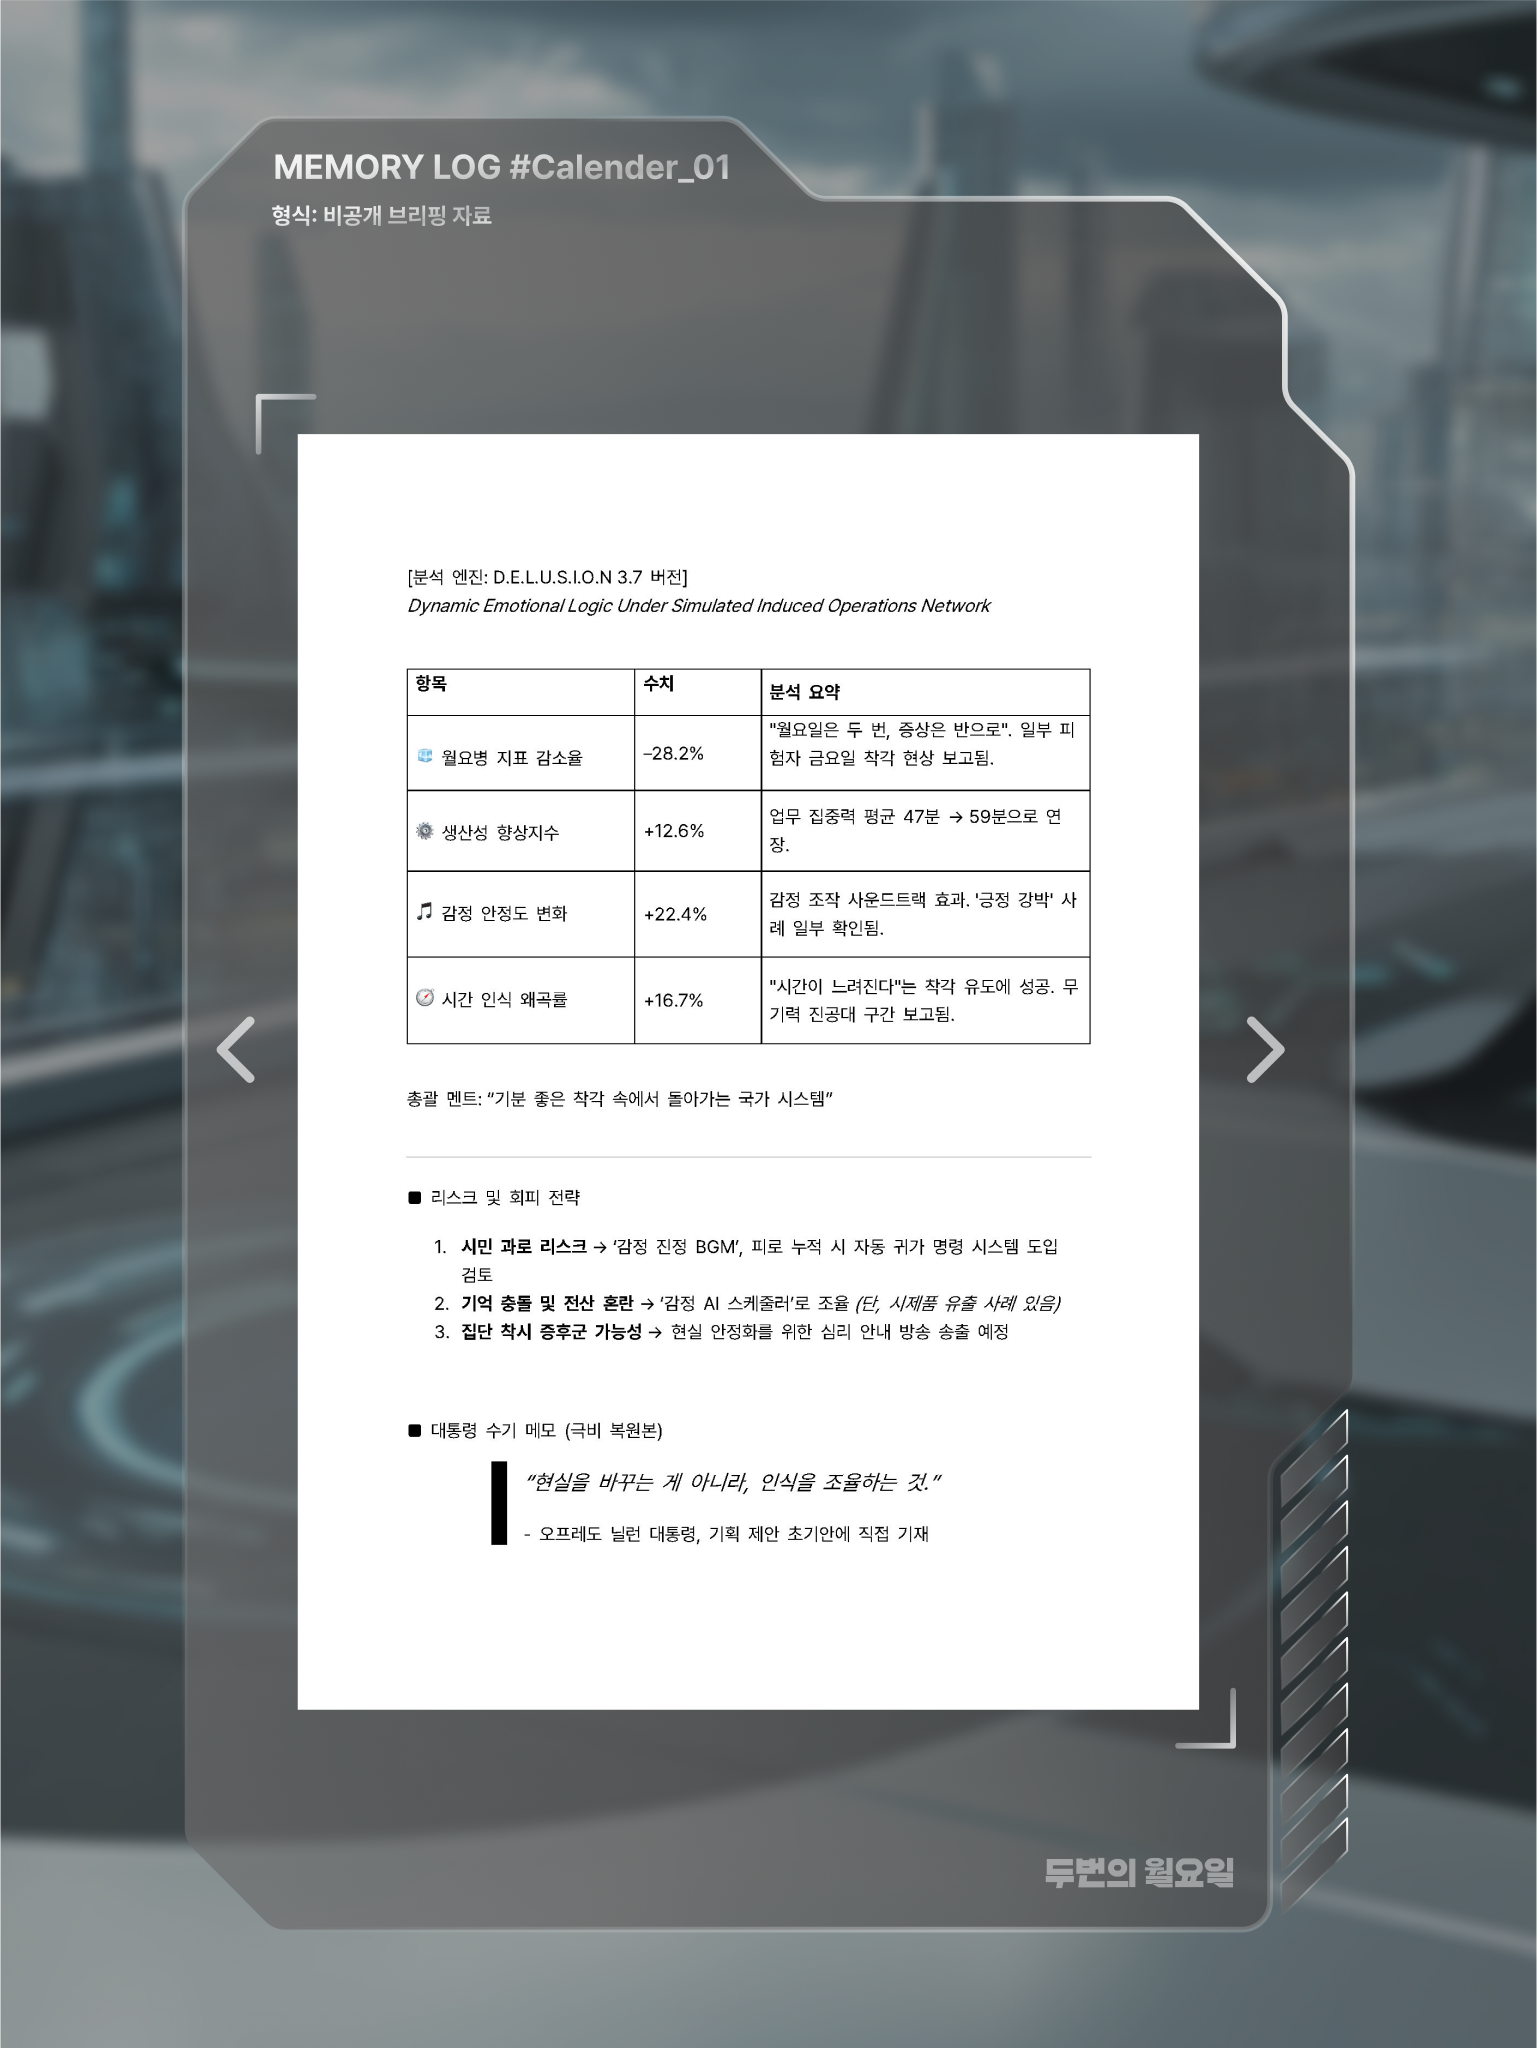 MEMORY LOG #Calender_01
형식: 비공개 브리핑 자료
[분석 엔진: D.E.L.U.S.I.O.N 3.7 버전]
Dynamic Emotional Logic Under Simulated Induced Operations Network
항목 수치 분석 요약
🧊 월요병 지표 감소율 –28.2% "월요일은 두 번, 증상은 반으로". 일부 피
험자 금요일 착각 현상 보고됨.
⚙️ 생산성 향상지수 +12.6% 업무 집중력 평균 47분 → 59분으로 연
장.
🎵 감정 안정도 변화 +22.4% 감정 조작 사운드트랙 효과. '긍정 강박' 사
례 일부 확인됨.
🧭 시간 인식 왜곡률 +16.7% "시간이 느려진다"는 착각 유도에 성공. 무
기력 진공대 구간 보고됨.
총괄 멘트: “기분 좋은 착각 속에서 돌아가는 국가 시스템”
■ 리스크 및 회피 전략
1. 시민 과로 리스크 → ‘감정 진정 BGM’, 피로 누적 시 자동 귀가 명령 시스템 도입
검토
2. 기억 충돌 및 전산 혼란 → ‘감정 AI 스케줄러’로 조율 (단, 시제품 유출 사례 있음)
3. 집단 착시 증후군 가능성 → 현실 안정화를 위한 심리 안내 방송 송출 예정
■ 대통령 수기 메모 (극비 복원본)
“현실을 바꾸는 게 아니라, 인식을 조율하는 것.”
- 오프레도 닐런 대통령, 기획 제안 초기안에 직접 기재
두번의 월요일